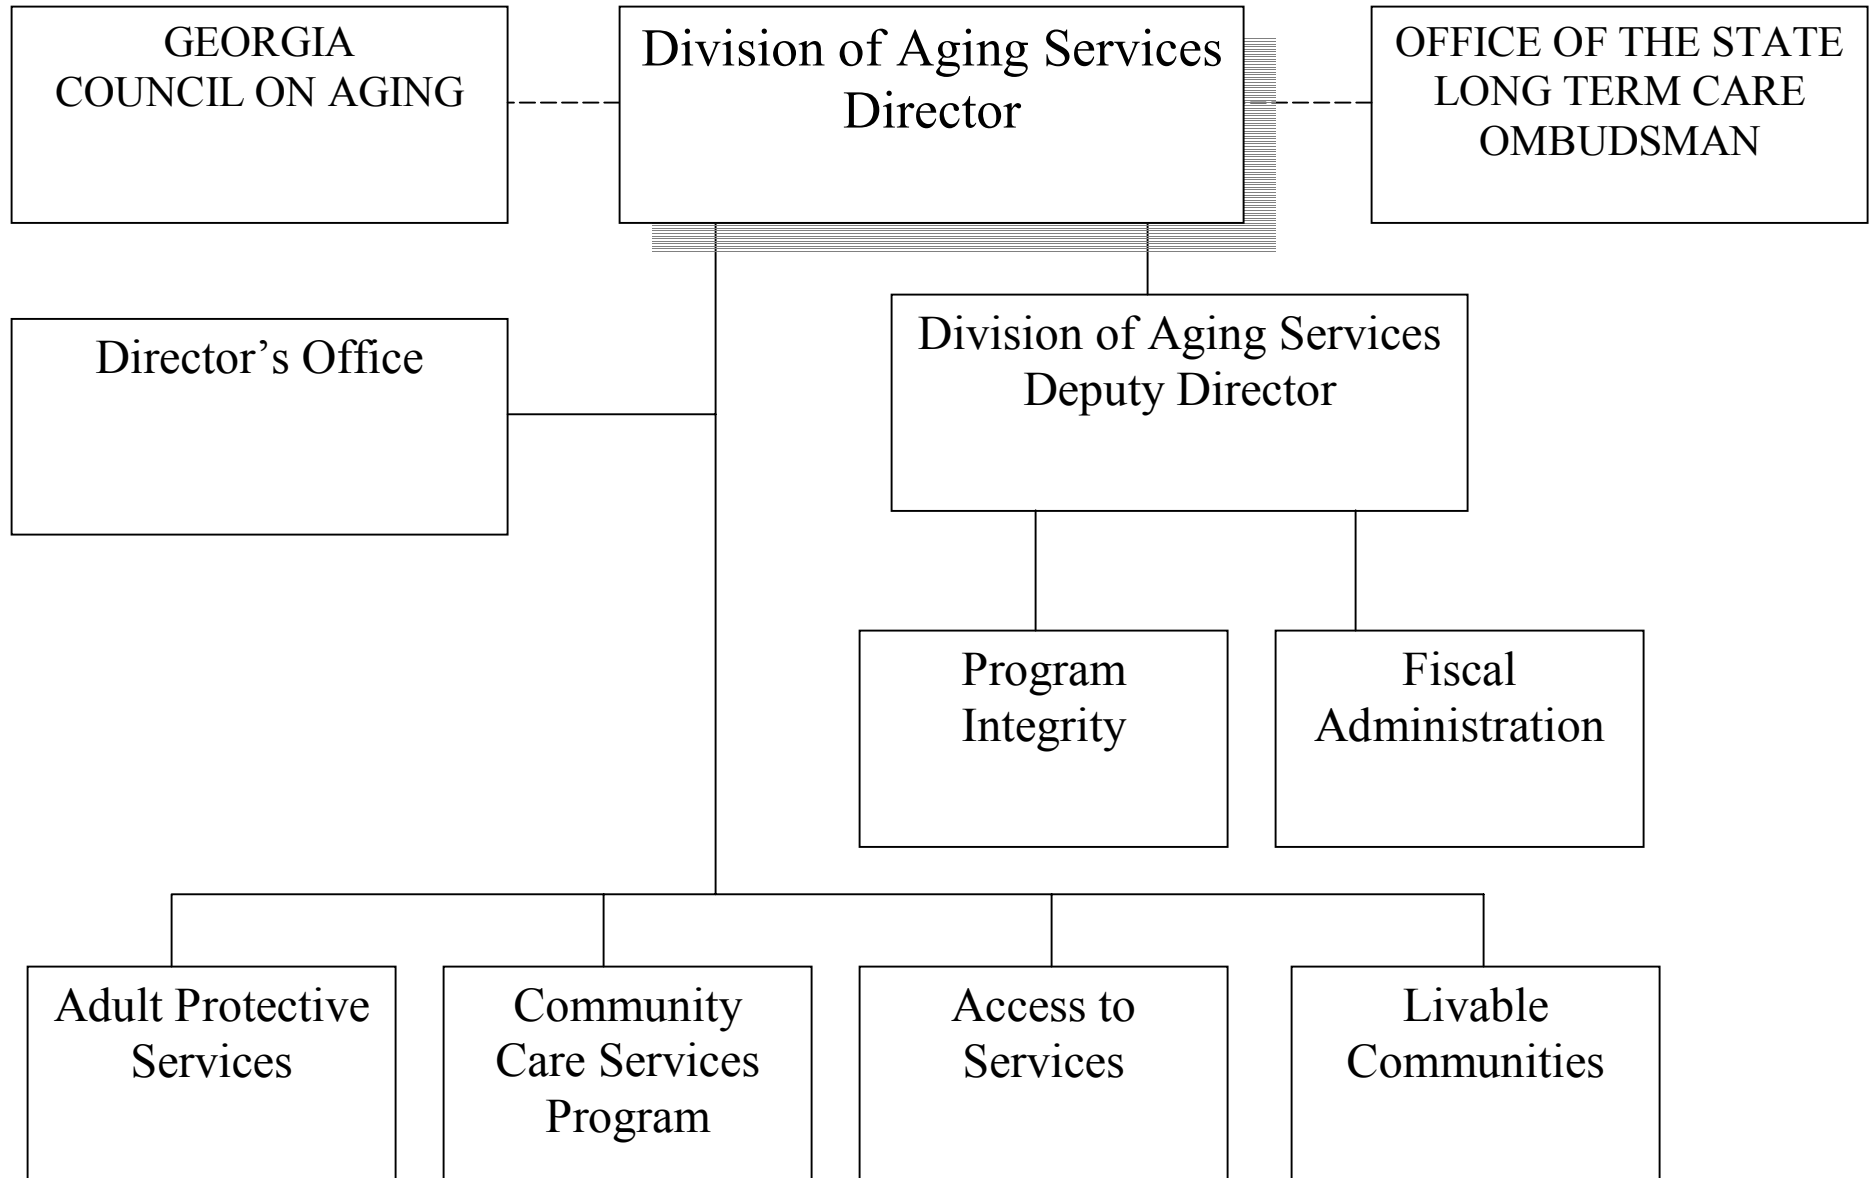 GEORGIA
COUNCIL ON AGING
Division of Aging Services
Director
OFFICE OF THE STATE
LONG TERM CARE
OMBUDSMAN
Director’s Office
Division of Aging Services
Deputy Director
Program
Integrity
Fiscal
Administration
Adult Protective
Services
Community
Care Services
Program
Access to
Services
Livable
Communities